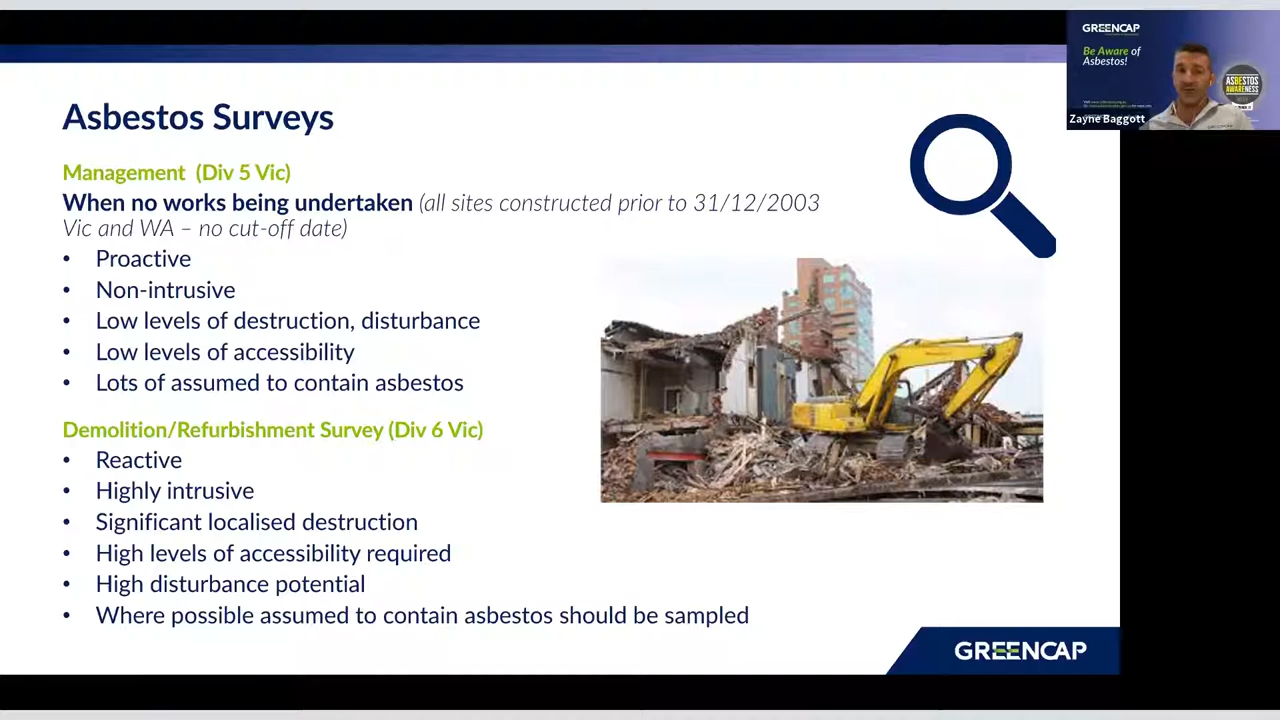 Asbestos Surveys
Management (Div 5 Vic)
When no works being undertaken (all sites constructed prior to 31/12/2003
Vic and WA – no cut-off date)
• Proactive
• Non-intrusive
• Low levels of destruction, disturbance
• Low levels of accessibility
• Lots of assumed to contain asbestos
Demolition/Refurbishment Survey (Div 6 Vic)
• Reactive
• Highly intrusive
• Significant localised destruction
• High levels of accessibility required
• High disturbance potential
• Where possible assumed to contain asbestos should be sampled
GREENCAP
GREENCAP
Be Aware of
Asbestos!
ASBESTOS
AWARENESS
Zayne Baggott